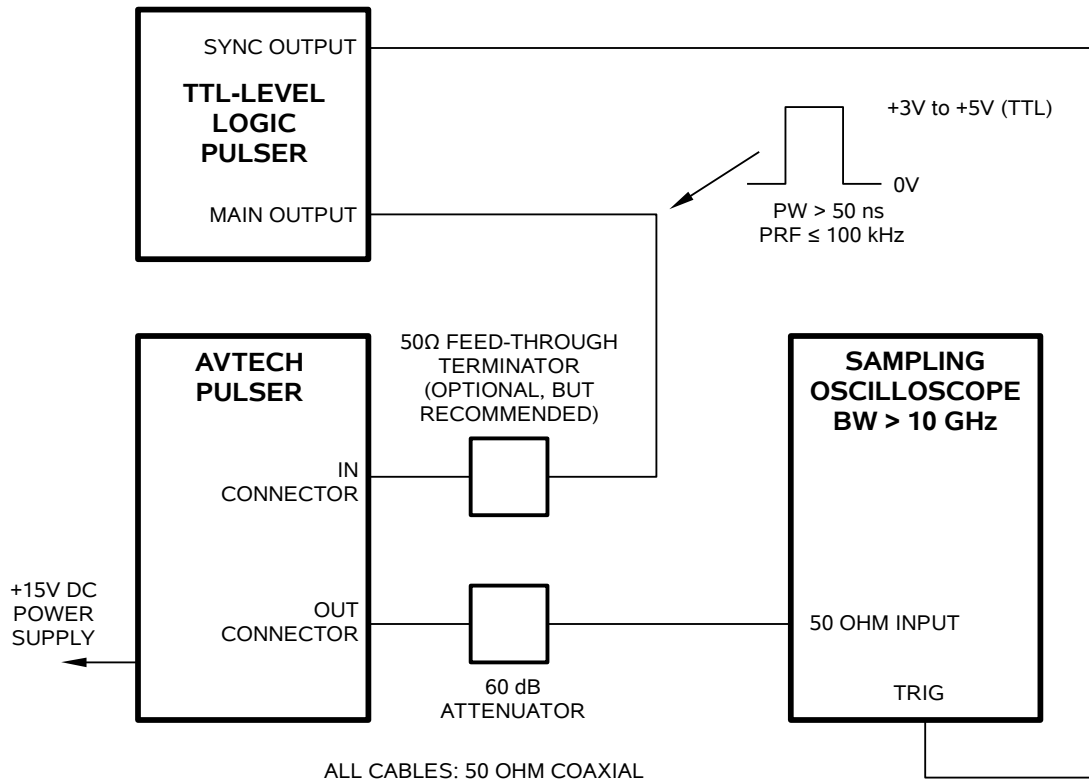 SYNC OUTPUT
TTL-LEVEL
LOGIC
PULSER
MAIN OUTPUT
+3V to +5V (TTL)
0V
PW > 50 ns
PRF ≤ 100 kHz
AVTECH
PULSER
IN
CONNECTOR
OUT
CONNECTOR
50Ω FEED-THROUGH
TERMINATOR
(OPTIONAL, BUT
RECOMMENDED)
SAMPLING
OSCILLOSCOPE
BW > 10 GHz
50 OHM INPUT
TRIG
+15V DC
POWER
SUPPLY
60 dB
ATTENUATOR
ALL CABLES: 50 OHM COAXIAL